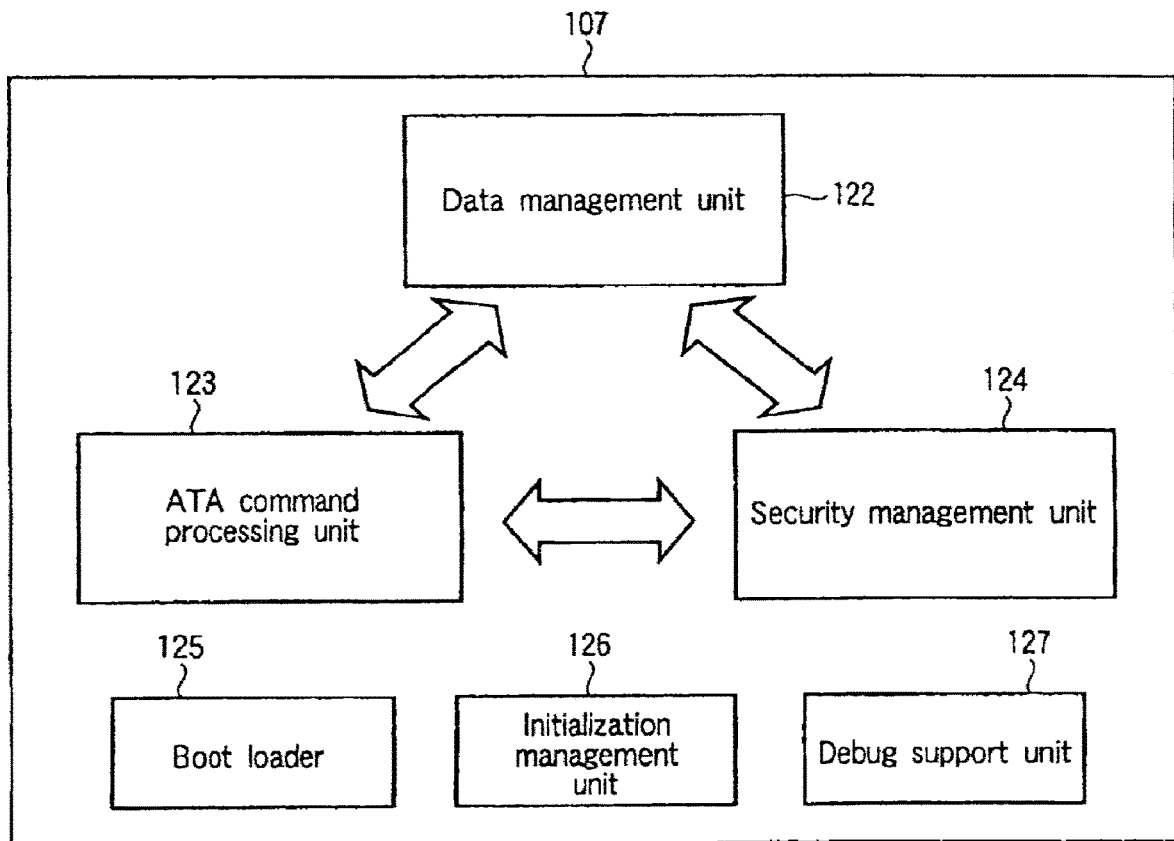 107
Data management unit
122
123
124
ATA command
processing unit
Security management unit
125
126
127
Boot loader
Initialization
management
unit
Debug support unit